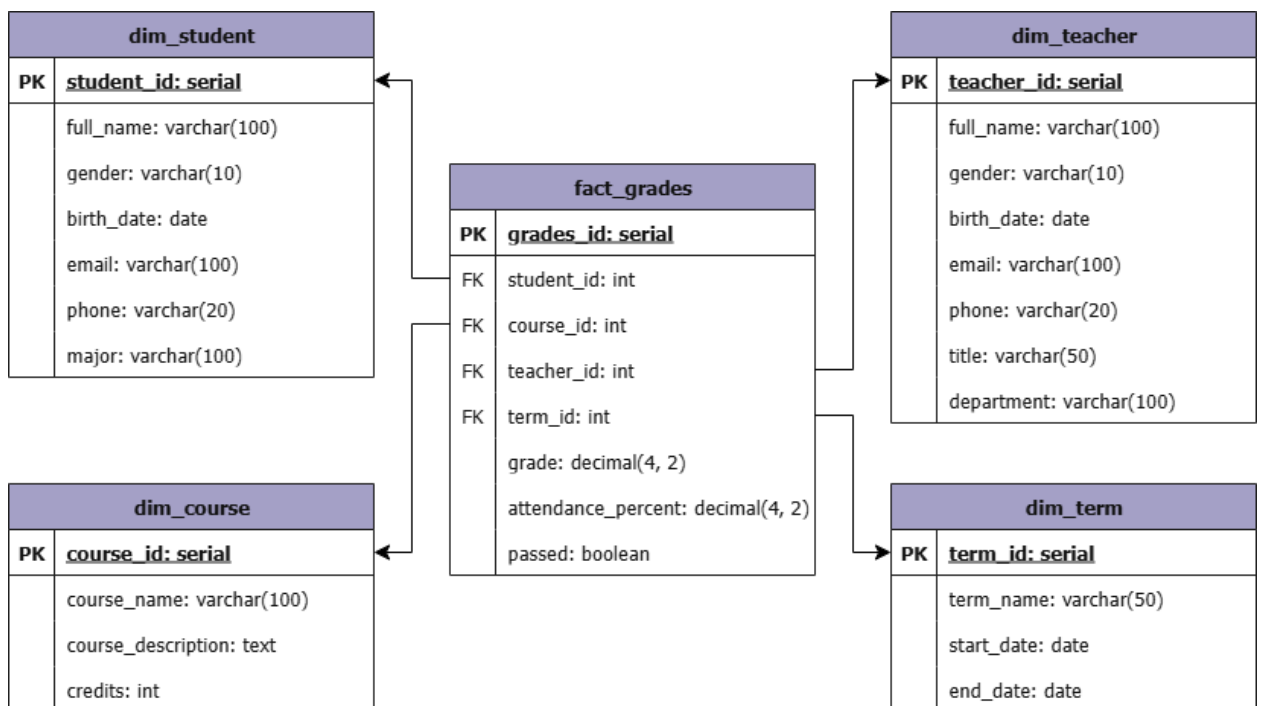 dim_student
PK student_id: serial
full_name: varchar(100)
gender: varchar(10)
birth_date: date
email: varchar(100)
phone: varchar(20)
major: varchar(100)
dim_teacher
PK teacher_id: serial
full_name: varchar(100)
gender: varchar(10)
birth_date: date
email: varchar(100)
phone: varchar(20)
title: varchar(50)
department: varchar(100)
fact_grades
PK grades_id: serial
FK student_id: int
FK course_id: int
FK teacher_id: int
FK term_id: int
grade: decimal(4, 2)
attendance_percent: decimal(4, 2)
passed: boolean
dim_course
PK course_id: serial
course_name: varchar(100)
course_description: text
credits: int
dim_term
PK term_id: serial
term_name: varchar(50)
start_date: date
end_date: date